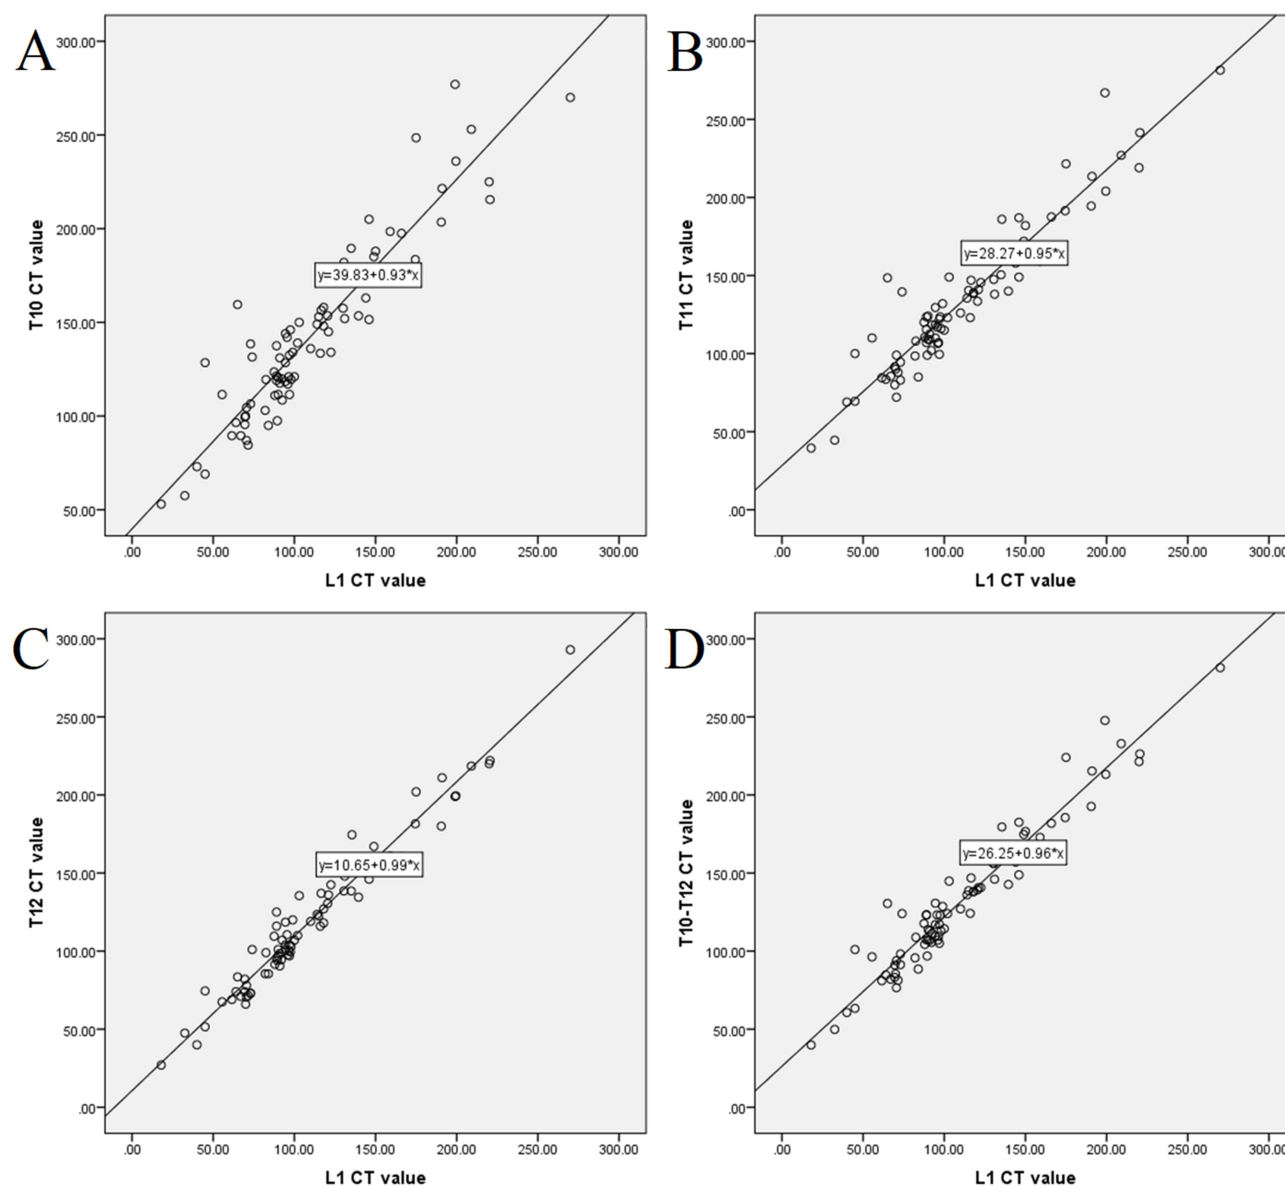 A
300.00
250.00
200.00
150.00
100.00
50.00
T10 CT value
y=39.83+0.93*x
.00 50.00 100.00 150.00 200.00 250.00 300.00
L1 CT value
B
300.00
250.00
200.00
150.00
100.00
50.00
.00
T11 CT value
y=28.27+0.95*x
.00 50.00 100.00 150.00 200.00 250.00 300.0
L1 CT value
C
300.00
250.00
200.00
150.00
100.00
50.00
.00
T12 CT value
y=10.65+0.99*x
.00 50.00 100.00 150.00 200.00 250.00 300.00
L1 CT value
D
300.00
250.00
200.00
150.00
100.00
50.00
.00
T10-T12 CT value
y=26.25+0.96*x
.00 50.00 100.00 150.00 200.00 250.00 300.0
L1 CT value